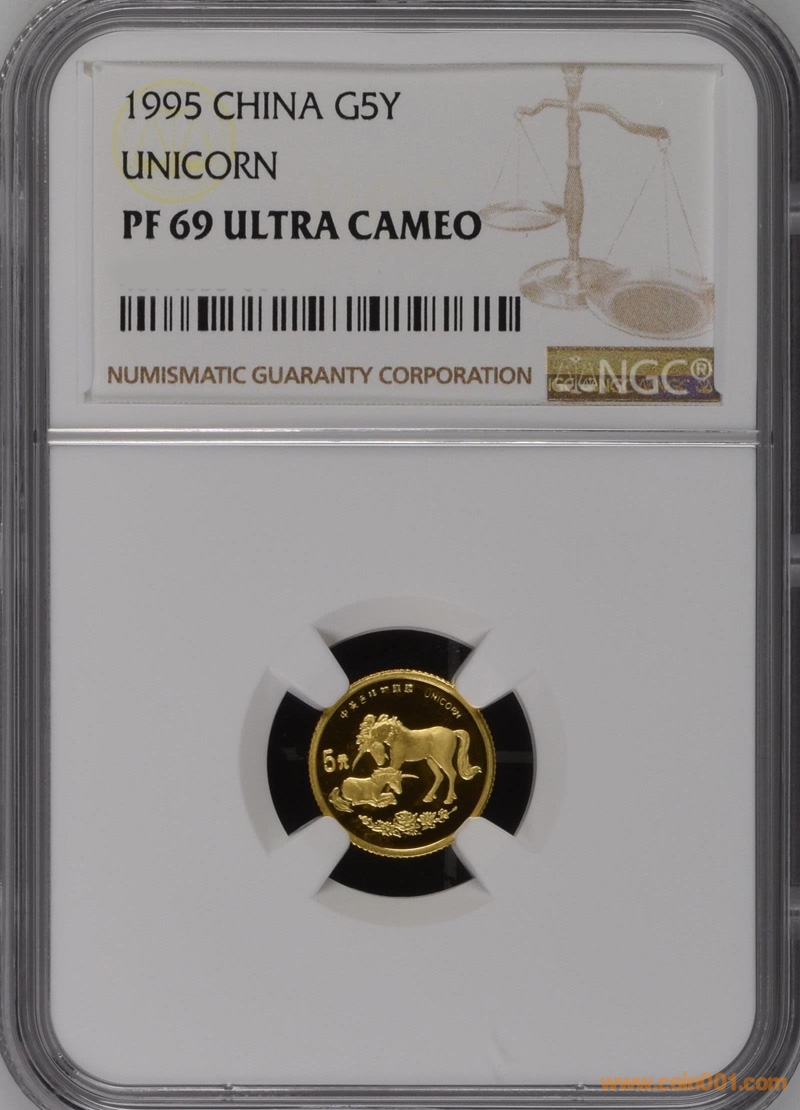 1995 CHINA G5Y
UNICORN
PF 69 ULTRA CAMEO
NUMISMATIC GUARANTY CORPORATION
NGC®
UNICORN
5元
www.coin001.com